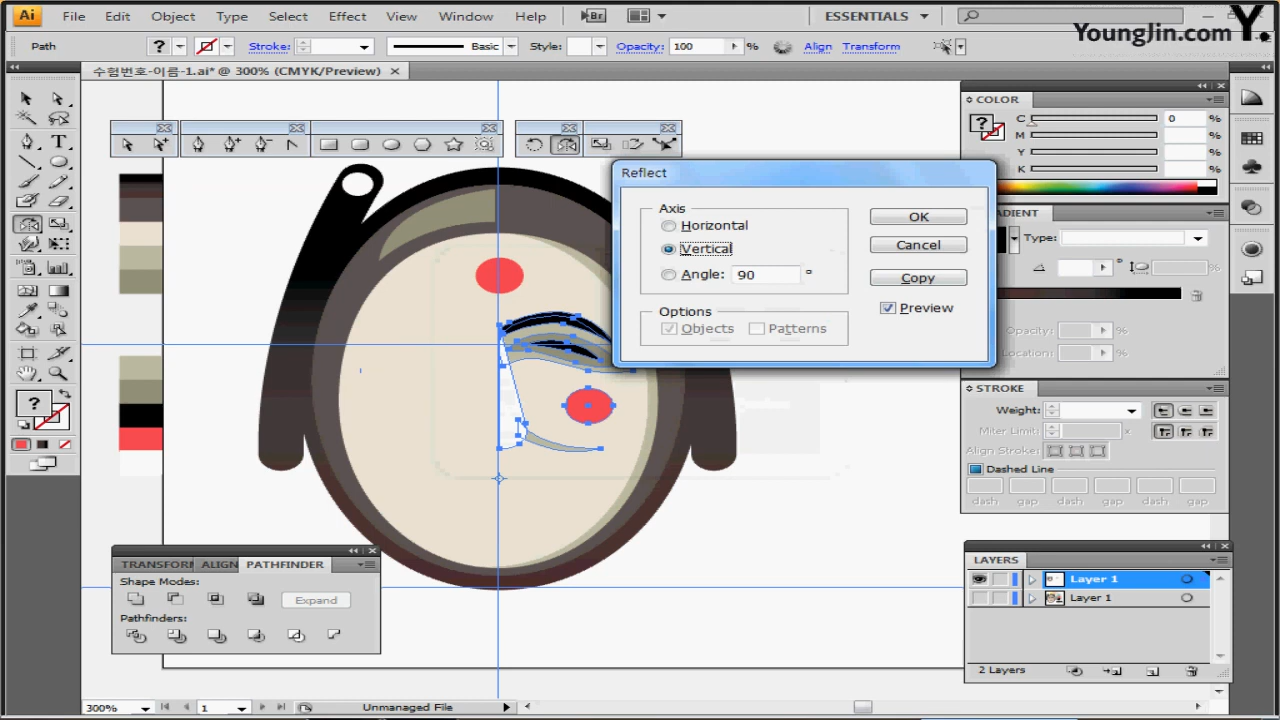 Ai File Edit Object Type Select Effect View Window Help Br ESSENTIALS
YoungJin.com Y.
Path ? Stroke: Basic Style: Opacity: 100 % Align Transform
수험번호-이름-1.ai* @ 300% (CMYK/Preview)
COLOR
C 0 %
M %
Y %
K %
Reflect
Axis
Horizontal
Vertical
Angle: 90 °
Options
Objects Patterns
OK
Cancel
Copy
Preview
ADIENT
Type:
Opacity: %
Location: %
STROKE
Weight:
Miter Limit: x
Align Stroke:
Dashed Line
dash gap dash gap dash gap
T
?
TRANSFORM ALIGN PATHFINDER
Shape Modes:
Expand
Pathfinders:
LAYERS
Layer 1
Layer 1
2 Layers
300% 1 Unmanaged File